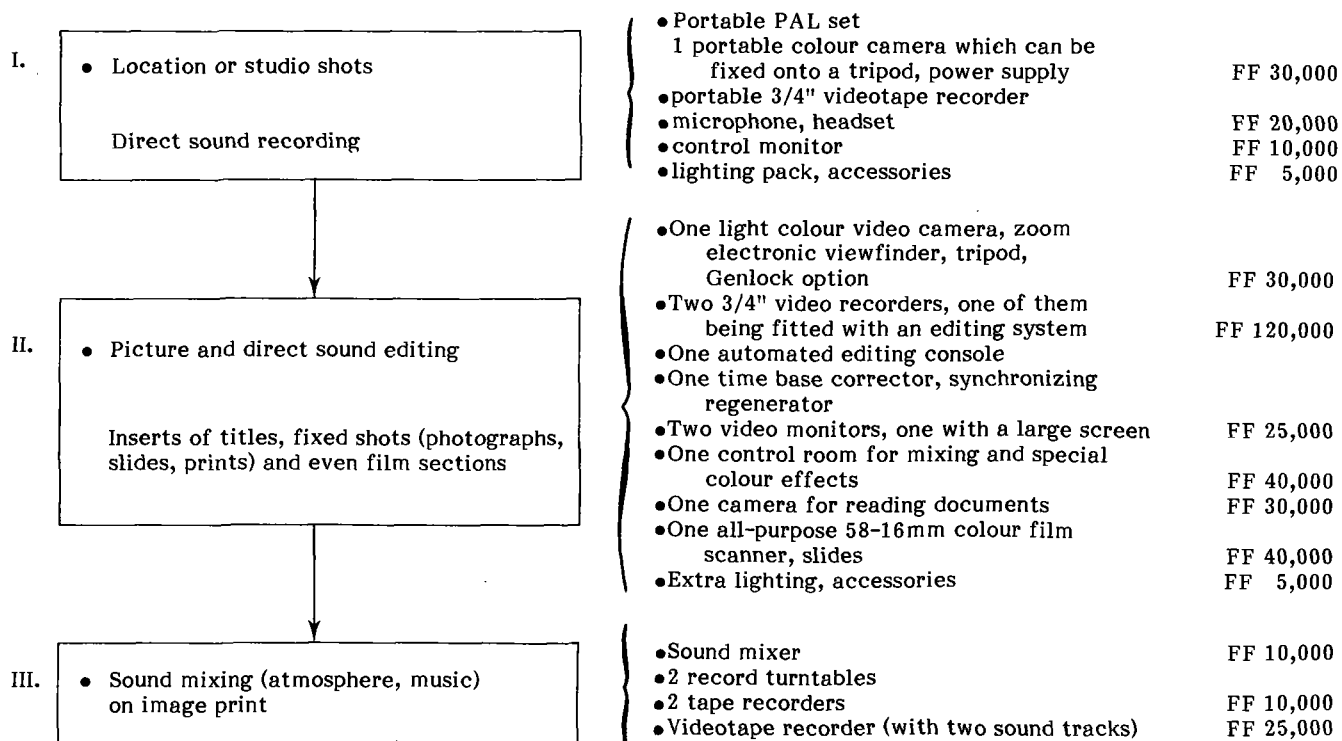 I.
• Location or studio shots
Direct sound recording
• Portable PAL set
1 portable colour camera which can be
fixed onto a tripod, power supply FF 30,000
• portable 3/4" videotape recorder
• microphone, headset FF 20,000
• control monitor FF 10,000
• lighting pack, accessories FF 5,000
II.
• Picture and direct sound editing
Inserts of titles, fixed shots (photographs,
slides, prints) and even film sections
• One light colour video camera, zoom
electronic viewfinder, tripod,
Genlock option FF 30,000
• Two 3/4" video recorders, one of them
being fitted with an editing system FF 120,000
• One automated editing console
• One time base corrector, synchronizing
regenerator
• Two video monitors, one with a large screen FF 25,000
• One control room for mixing and special
colour effects FF 40,000
• One camera for reading documents FF 30,000
• One all-purpose 58-16mm colour film
scanner, slides FF 40,000
• Extra lighting, accessories FF 5,000
III.
• Sound mixing (atmosphere, music)
on image print
• Sound mixer FF 10,000
• 2 record turntables
• 2 tape recorders FF 10,000
• Videotape recorder (with two sound tracks) FF 25,000